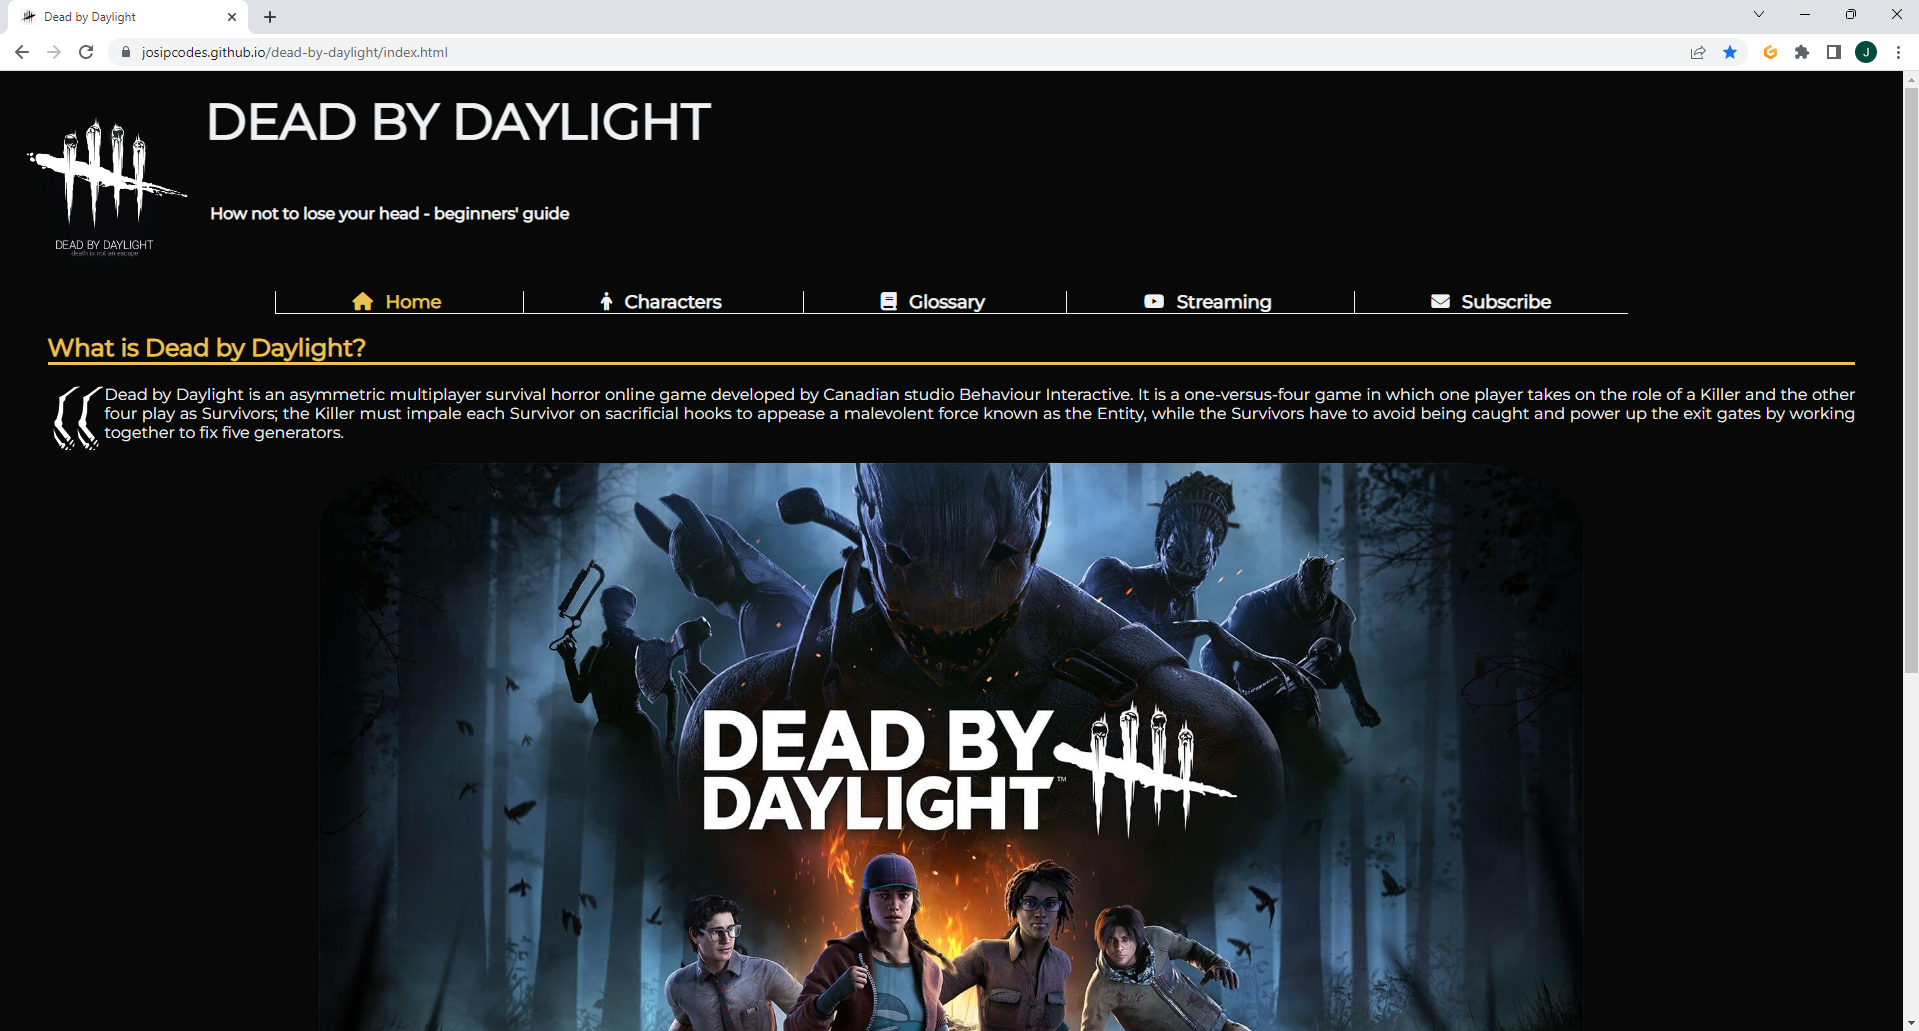 Dead by Daylight
josipcodes.github.io/dead-by-daylight/index.html
J
DEAD BY DAYLIGHT
How not to lose your head - beginners' guide
DEAD BY DAYLIGHT
death is not an escape
Home
Characters
Glossary
Streaming
Subscribe
What is Dead by Daylight?
Dead by Daylight is an asymmetric multiplayer survival horror online game developed by Canadian studio Behaviour Interactive. It is a one-versus-four game in which one player takes on the role of a Killer and the other
four play as Survivors; the Killer must impale each Survivor on sacrificial hooks to appease a malevolent force known as the Entity, while the Survivors have to avoid being caught and power up the exit gates by working
together to fix five generators.
DEAD BY
DAYLIGHT™